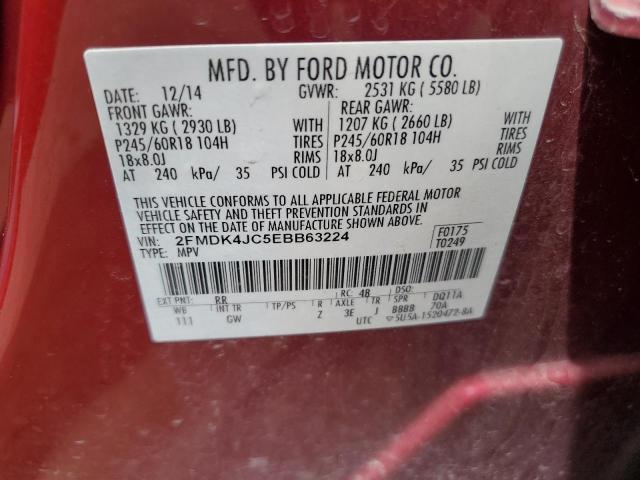 MFD. BY FORD MOTOR CO.
DATE: 12/14 GVWR: 2531 KG ( 5580 LB)
FRONT GAWR: REAR GAWR:
1329 KG ( 2930 LB) WITH 1207 KG ( 2660 LB) WITH
P245/60R18 104H TIRES P245/60R18 104H TIRES
18x8.0J RIMS 18x8.0J RIMS
AT 240 kPa/ 35 PSI COLD AT 240 kPa/ 35 PSI COLD
THIS VEHICLE CONFORMS TO ALL APPLICABLE FEDERAL MOTOR
VEHICLE SAFETY AND THEFT PREVENTION STANDARDS IN
EFFECT ON THE DATE OF MANUFACTURE SHOWN ABOVE.
VIN: 2FMDK4JC5EBB63224 F0175
TYPE: MPV T0249
EXT PNT: RR RC: 48 DSO:
WB INT TR TP/PS R AXLE TR SPR DQ11A
111 GW Z 3E J BBBB 70A
UTC 5U5A-1520472-8A